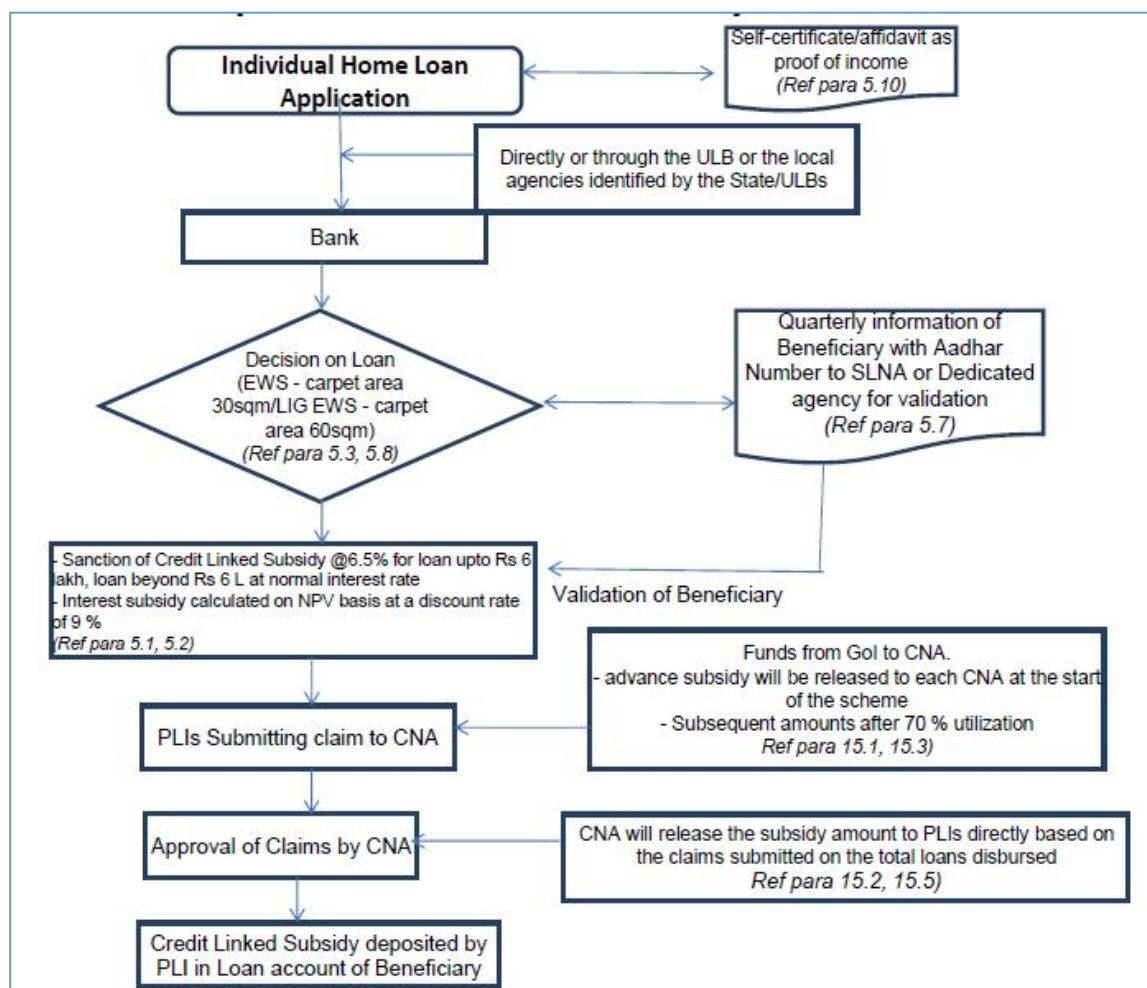 Individual Home Loan
Application
Self-certificate/affidavit as
proof of income
(Ref para 5.10)
Directly or through the ULB or the local
agencies identified by the State/ULBs
Bank
Decision on Loan
(EWS - carpet area
30sqm/LIG EWS - carpet
area 60sqm)
(Ref para 5.3, 5.8)
Quarterly information of
Beneficiary with Aadhar
Number to SLNA or Dedicated
agency for validation
(Ref para 5.7)
- Sanction of Credit Linked Subsidy @6.5% for loan upto Rs 6
lakh, loan beyond Rs 6 L at normal interest rate
- Interest subsidy calculated on NPV basis at a discount rate
of 9 %
(Ref para 5.1, 5.2)
Validation of Beneficiary
Funds from GoI to CNA.
- advance subsidy will be released to each CNA at the start
of the scheme
- Subsequent amounts after 70 % utilization
Ref para 15.1, 15.3)
PLIs Submitting claim to CNA
Approval of Claims by CNA
CNA will release the subsidy amount to PLIs directly based on
the claims submitted on the total loans disbursed
Ref para 15.2, 15.5)
Credit Linked Subsidy deposited by
PLI in Loan account of Beneficiary